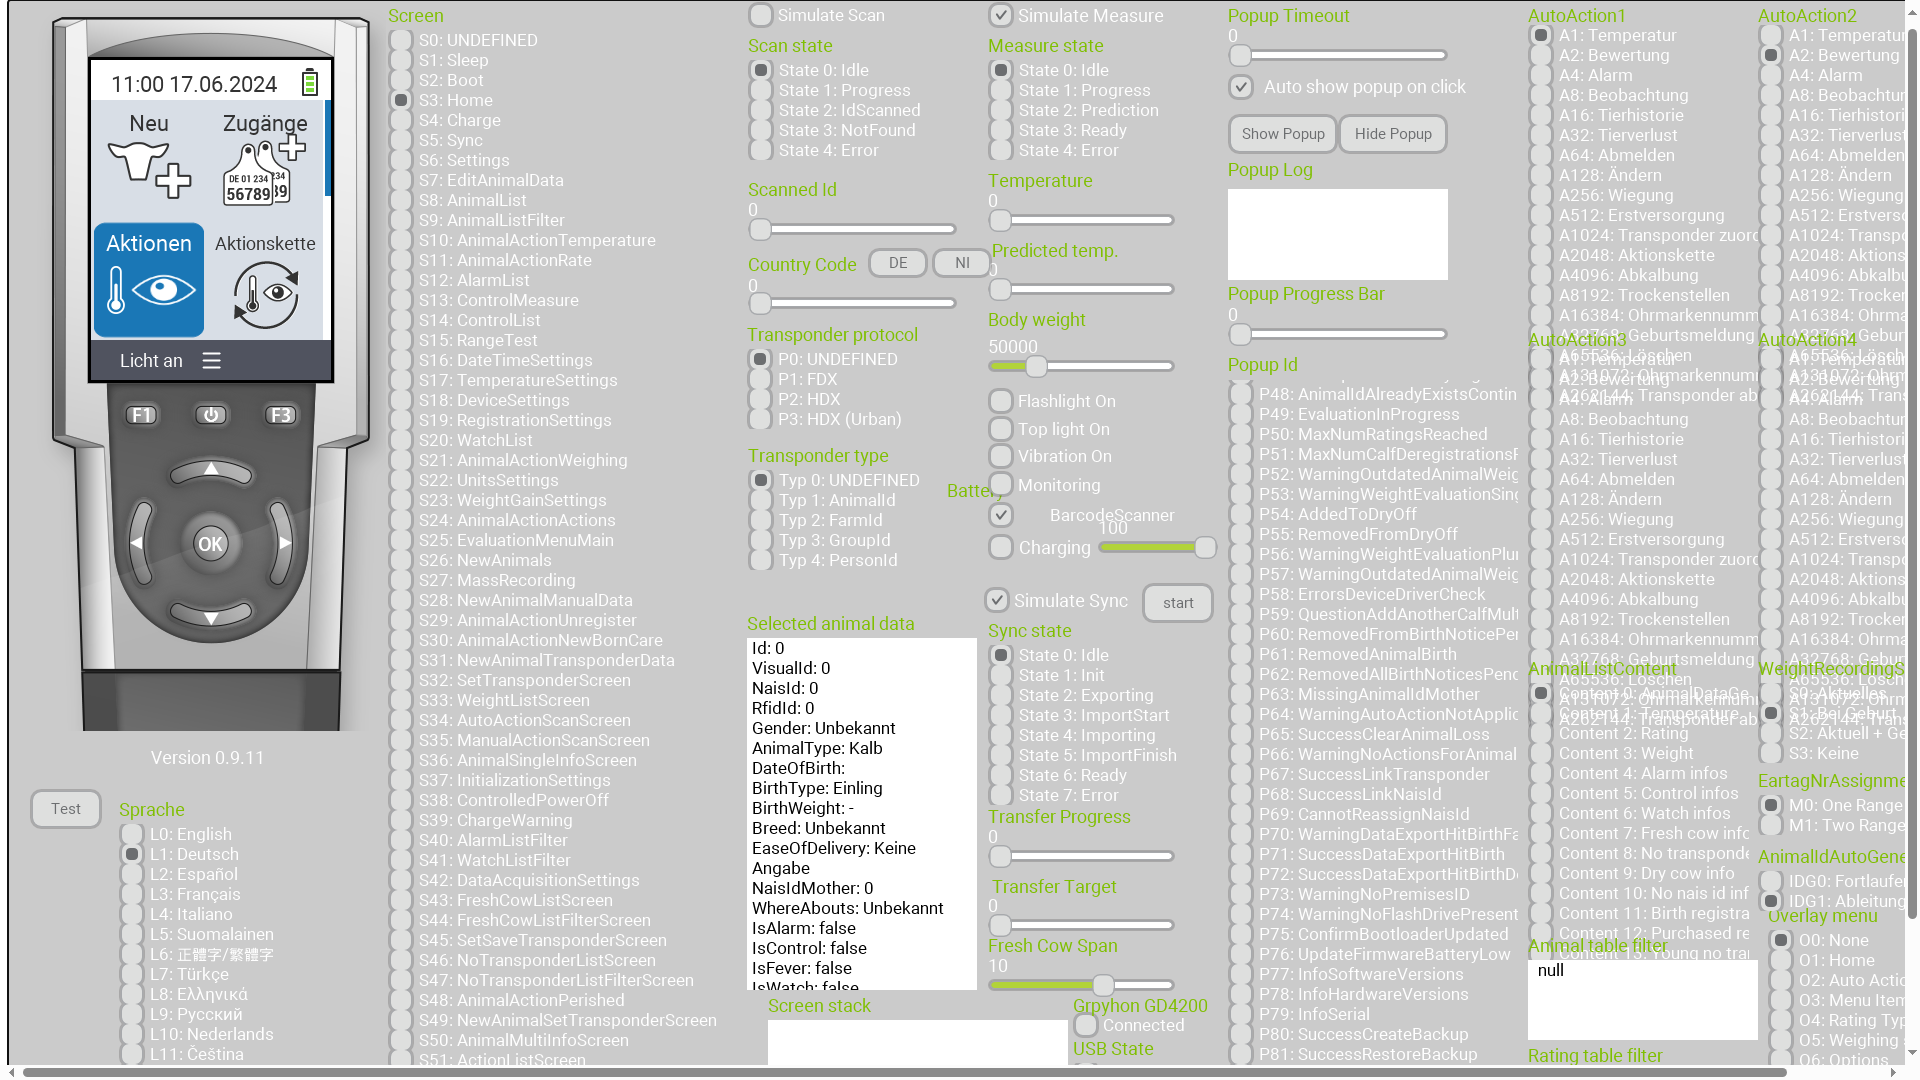 11:00 17.06.2024
Neu
Zugänge
DE 01 234
56789
Aktionen
Aktionskette
Licht an
F1
F3
OK
Version 0.9.11
Test
Sprache
L0: English
L1: Deutsch
L2: Español
L3: Français
L4: Italiano
L5: Suomalainen
L6: 正體字/繁體字
L7: Türkçe
L8: Ελληνικά
L9: Русский
L10: Nederlands
L11: Čeština
Screen
S0: UNDEFINED
S1: Sleep
S2: Boot
S3: Home
S4: Charge
S5: Sync
S6: Settings
S7: EditAnimalData
S8: AnimalList
S9: AnimalListFilter
S10: AnimalActionTemperature
S11: AnimalActionRate
S12: AlarmList
S13: ControlMeasure
S14: ControlList
S15: RangeTest
S16: DateTimeSettings
S17: TemperatureSettings
S18: DeviceSettings
S19: RegistrationSettings
S20: WatchList
S21: AnimalActionWeighing
S22: UnitsSettings
S23: WeightGainSettings
S24: AnimalActionActions
S25: EvaluationMenuMain
S26: NewAnimals
S27: MassRecording
S28: NewAnimalManualData
S29: AnimalActionUnregister
S30: AnimalActionNewBornCare
S31: NewAnimalTransponderData
S32: SetTransponderScreen
S33: WeightListScreen
S34: AutoActionScanScreen
S35: ManualActionScanScreen
S36: AnimalSingleInfoScreen
S37: InitializationSettings
S38: ControlledPowerOff
S39: ChargeWarning
S40: AlarmListFilter
S41: WatchListFilter
S42: DataAcquisitionSettings
S43: FreshCowListScreen
S44: FreshCowListFilterScreen
S45: SetSaveTransponderScreen
S46: NoTransponderListScreen
S47: NoTransponderListFilterScreen
S48: AnimalActionPerished
S49: NewAnimalSetTransponderScreen
S50: AnimalMultiInfoScreen
S51: ActionListScreen
Simulate Scan
Scan state
State 0: Idle
State 1: Progress
State 2: IdScanned
State 3: NotFound
State 4: Error
Scanned Id
0
Country Code
DE
NI
0
Transponder protocol
P0: UNDEFINED
P1: FDX
P2: HDX
P3: HDX (Urban)
Transponder type
Typ 0: UNDEFINED
Typ 1: AnimalId
Typ 2: FarmId
Typ 3: GroupId
Typ 4: PersonId
Selected animal data
Id: 0
VisualId: 0
NaisId: 0
RfidId: 0
Gender: Unbekannt
AnimalType: Kalb
DateOfBirth:
BirthType: Einling
BirthWeight: -
Breed: Unbekannt
EaseOfDelivery: Keine
Angabe
NaisIdMother: 0
WhereAbouts: Unbekannt
IsAlarm: false
IsControl: false
IsFever: false
IsWatch: false
Screen stack
Simulate Measure
Measure state
State 0: Idle
State 1: Progress
State 2: Prediction
State 3: Ready
State 4: Error
Temperature
0
Predicted temp.
0
Body weight
50000
Flashlight On
Top light On
Vibration On
Monitoring
Battery
BarcodeScanner
100
Charging
Simulate Sync
start
Sync state
State 0: Idle
State 1: Init
State 2: Exporting
State 3: ImportStart
State 4: Importing
State 5: ImportFinish
State 6: Ready
State 7: Error
Transfer Progress
0
Transfer Target
0
Fresh Cow Span
10
Grpyhon GD4200
Connected
USB State
Popup Timeout
0
Auto show popup on click
Show Popup
Hide Popup
Popup Log
Popup Progress Bar
0
Popup Id
P48: AnimalIdAlreadyExistsContin
P49: EvaluationInProgress
P50: MaxNumRatingsReached
P51: MaxNumCalfDeregistrationsF
P52: WarningOutdatedAnimalWeig
P53: WarningWeightEvaluationSing
P54: AddedToDryOff
P55: RemovedFromDryOff
P56: WarningWeightEvaluationPlur
P57: WarningOutdatedAnimalWeig
P58: ErrorsDeviceDriverCheck
P59: QuestionAddAnotherCalfMult
P60: RemovedFromBirthNoticePer
P61: RemovedAnimalBirth
P62: RemovedAllBirthNoticesPend
P63: MissingAnimalIdMother
P64: WarningAutoActionNotApplic
P65: SuccessClearAnimalLoss
P66: WarningNoActionsForAnimal
P67: SuccessLinkTransponder
P68: SuccessLinkNaisId
P69: CannotReassignNaisId
P70: WarningDataExportHitBirthFa
P71: SuccessDataExportHitBirth
P72: SuccessDataExportHitBirthD
P73: WarningNoPremisesID
P74: WarningNoFlashDrivePresent
P75: ConfirmBootloaderUpdated
P76: UpdateFirmwareBatteryLow
P77: InfoSoftwareVersions
P78: InfoHardwareVersions
P79: InfoSerial
P80: SuccessCreateBackup
P81: SuccessRestoreBackup
AutoAction1
A1: Temperatur
A2: Bewertung
A4: Alarm
A8: Beobachtung
A16: Tierhistorie
A32: Tierverlust
A64: Abmelden
A128: Ändern
A256: Wiegung
A512: Erstversorgung
A1024: Transponder zuord
A2048: Aktionskette
A4096: Abkalbung
A8192: Trockenstellen
A16384: Ohrmarkennumm
A32768: Geburtsmeldung
A65536: Löschen
A131072: Ohrmarkennumm
A262144: Transponder ab
AutoAction3
A1: Temperatur
A2: Bewertung
A4: Alarm
A8: Beobachtung
A16: Tierhistorie
A32: Tierverlust
A64: Abmelden
A128: Ändern
A256: Wiegung
A512: Erstversorgung
A1024: Transponder zuord
A2048: Aktionskette
A4096: Abkalbung
A8192: Trockenstellen
A16384: Ohrmarkennumm
A32768: Geburtsmeldung
A65536: Löschen
A131072: Ohrmarkennumm
A262144: Transponder ab
AnimalListContent
Content 0: AnimalDataGe
Content 1: Temperature
Content 2: Rating
Content 3: Weight
Content 4: Alarm infos
Content 5: Control infos
Content 6: Watch infos
Content 7: Fresh cow info
Content 8: No transponde
Content 9: Dry cow info
Content 10: No nais id inf
Content 11: Birth registra
Content 12: Purchased re
Content 13: Young no tra
Animal table filter
null
Rating table filter
AutoAction2
A1: Temperatur
A2: Bewertung
A4: Alarm
A8: Beobachtun
A16: Tierhistori
A32: Tierverlust
A64: Abmelden
A128: Ändern
A256: Wiegung
A512: Erstverso
A1024: Transpo
A2048: Aktions
A4096: Abkalbu
A8192: Trocken
A16384: Ohrma
A32768: Geburt
A65536: Lösch
A131072: Ohrm
A262144: Trans
AutoAction4
A1: Temperatur
A2: Bewertung
A4: Alarm
A8: Beobachtun
A16: Tierhistori
A32: Tierverlust
A64: Abmelden
A128: Ändern
A256: Wiegung
A512: Erstverso
A1024: Transpo
A2048: Aktions
A4096: Abkalbu
A8192: Trocken
A16384: Ohrma
A32768: Geburt
A65536: Lösch
A131072: Ohrm
A262144: Trans
WeightRecordingS
S0: Aktuelles
S1: Bei Geburt
S2: Aktuell + Ge
S3: Keine
EartagNrAssignme
M0: One Range
M1: Two Range
AnimalIdAutoGene
IDG0: Fortlaufer
IDG1: Ableitung
Overlay menu
O0: None
O1: Home
O2: Auto Actio
O3: Menu Item
O4: Rating Typ
O5: Weighing
O6: Options